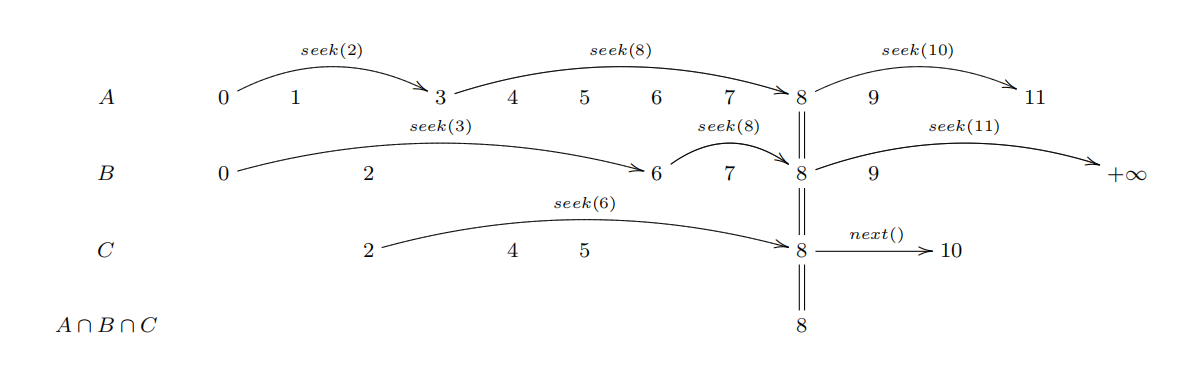 seek(2) seek(8) seek(10)
A 0 1 3 4 5 6 7 8 9 11
seek(3) seek(8) seek(11)
B 0 2 6 7 8 9 +∞
seek(6)
next()
C 2 4 5 8 10
A ∩ B ∩ C 8